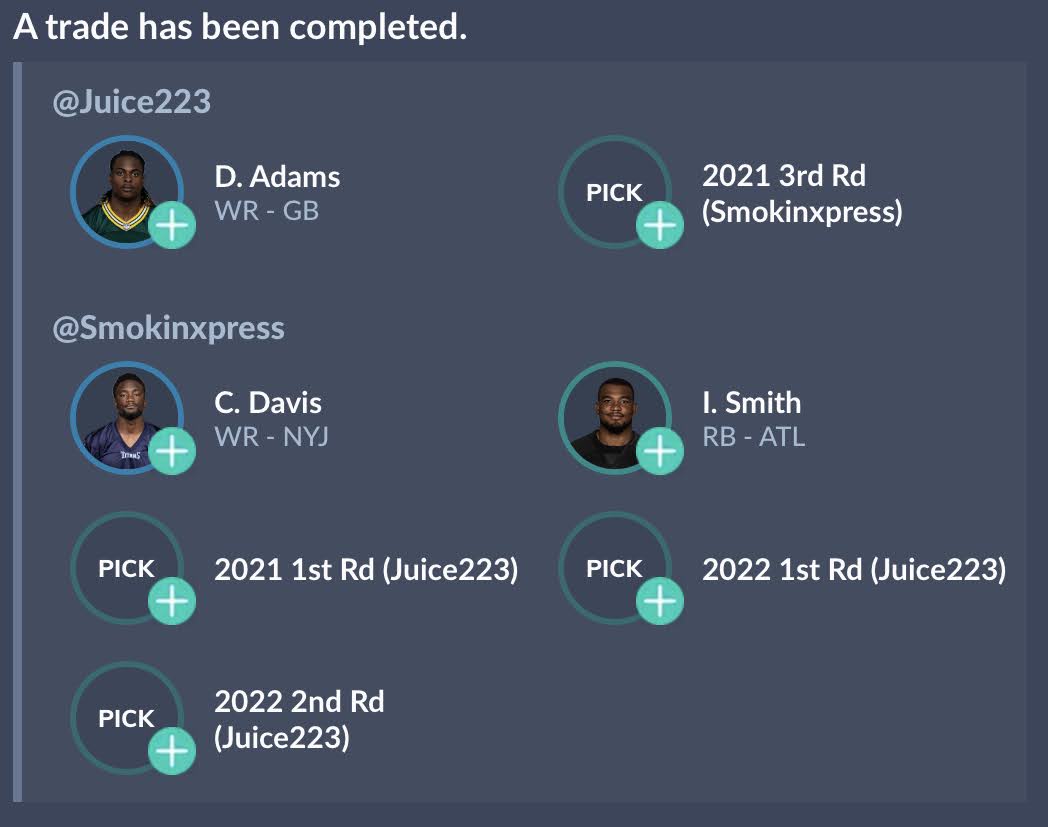 A trade has been completed.
@Juice223
D. Adams
WR - GB
PICK
2021 3rd Rd
(Smokinxpress)
@Smokinxpress
C. Davis
WR - NYJ
TITANS
I. Smith
RB - ATL
PICK
2021 1st Rd (Juice223)
PICK
2022 1st Rd (Juice223)
PICK
2022 2nd Rd
(Juice223)